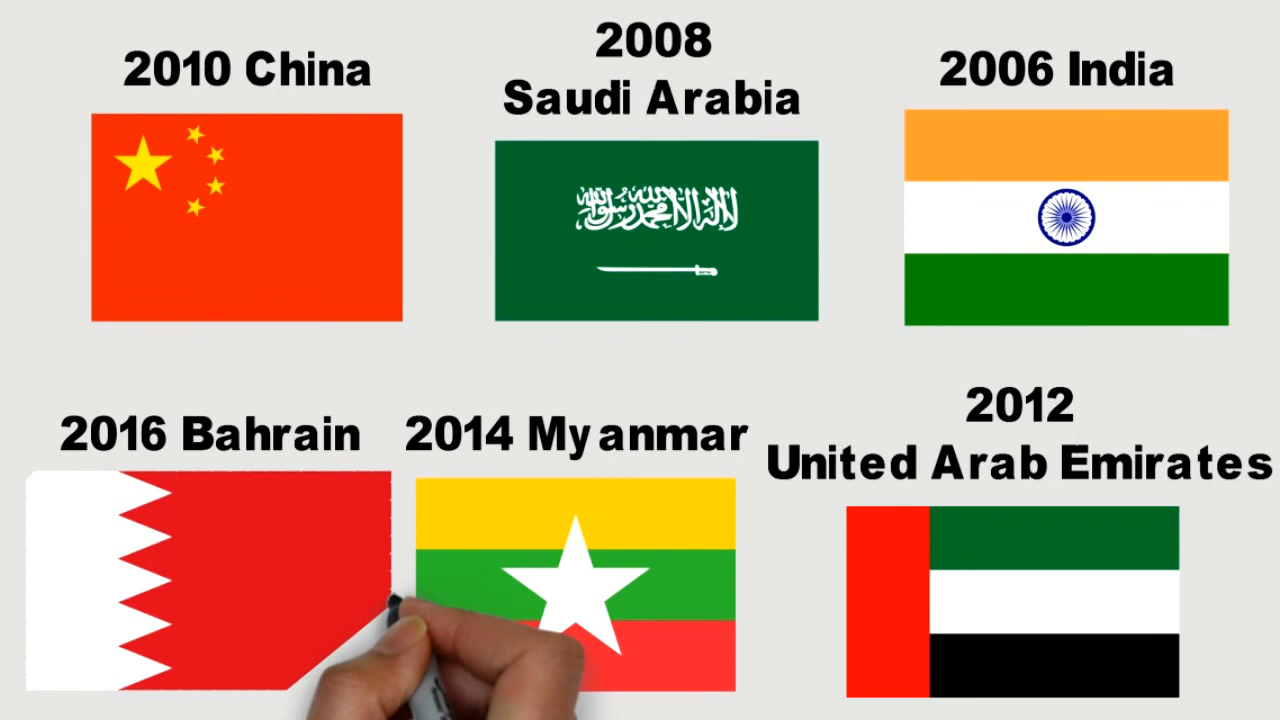 2010 China
2008
Saudi Arabia
2006 India
لا إله إلا الله محمد رسول الله
2016 Bahrain
2014 Myanmar
2012
United Arab Emirates